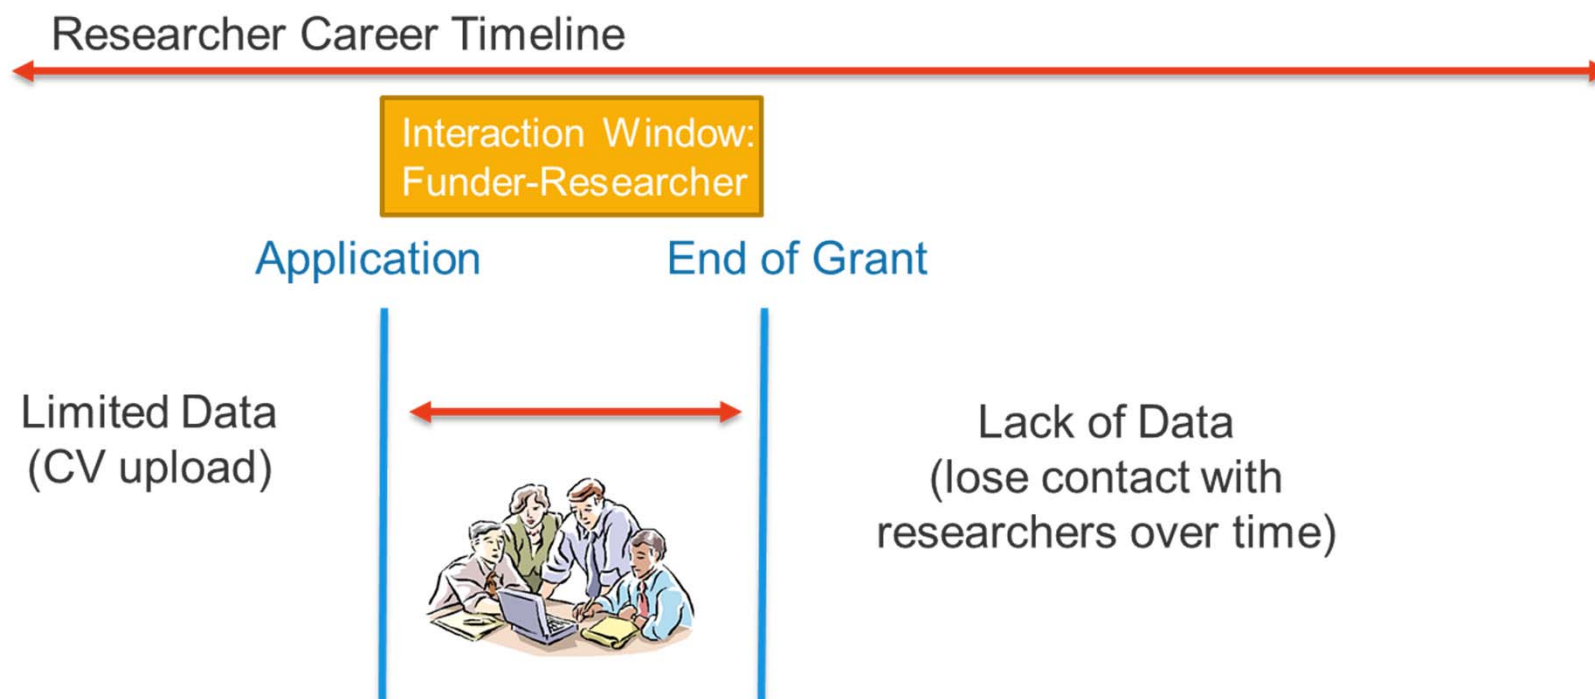 Researcher Career Timeline
Interaction Window:
Funder-Researcher
Application
End of Grant
Limited Data
(CV upload)
Lack of Data
(lose contact with
researchers over time)